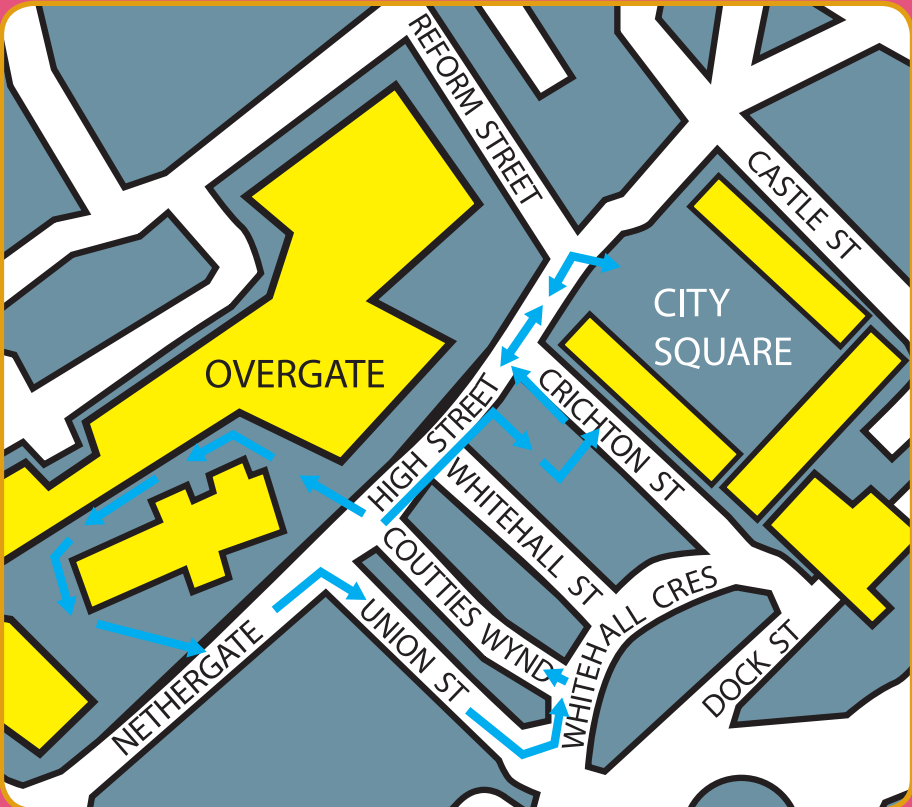 REFORM STREET
CASTLE ST
CITY
SQUARE
OVERGATE
HIGH STREET
CRICHTON ST
WHITEHALL ST
COUTTIES WYND
WHITEHALL CRES
UNION ST
NETHERGATE
DOCK ST